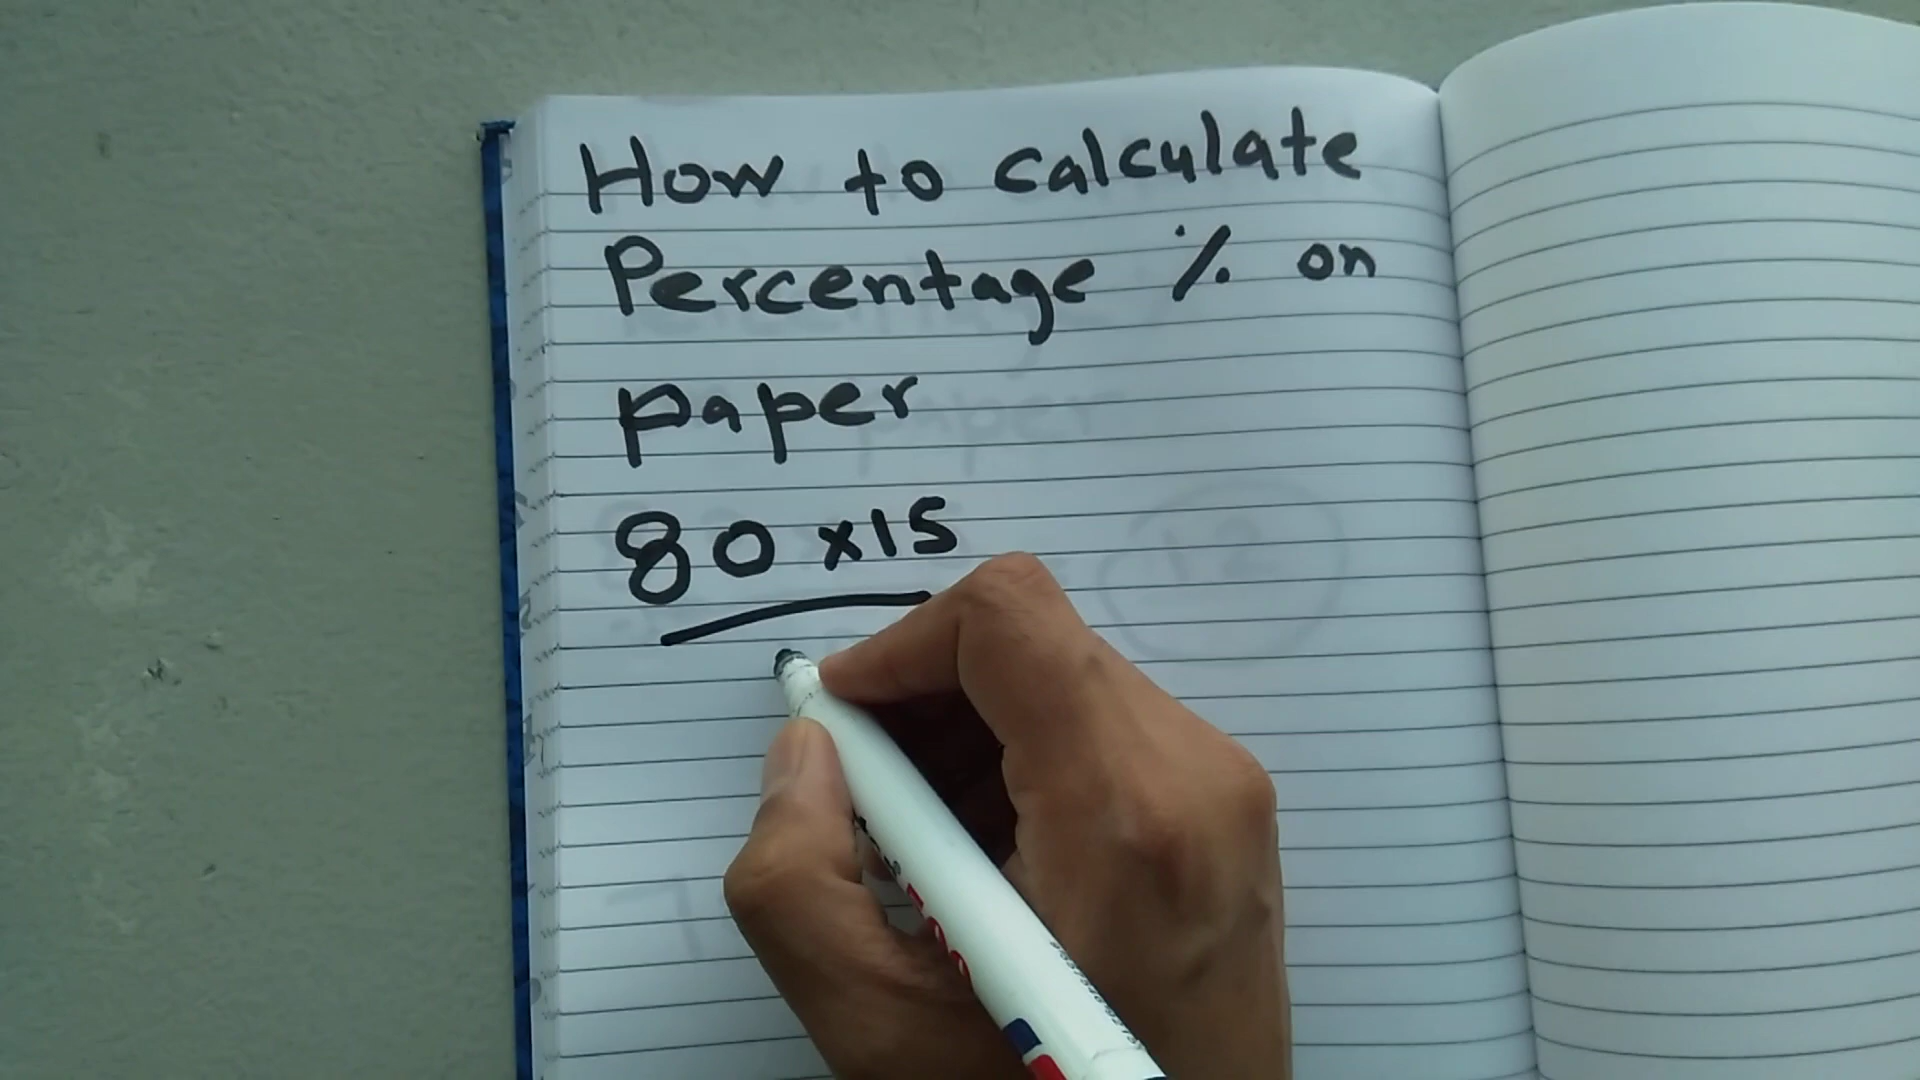 How to calculate
Percentage % on
paper
80 x15